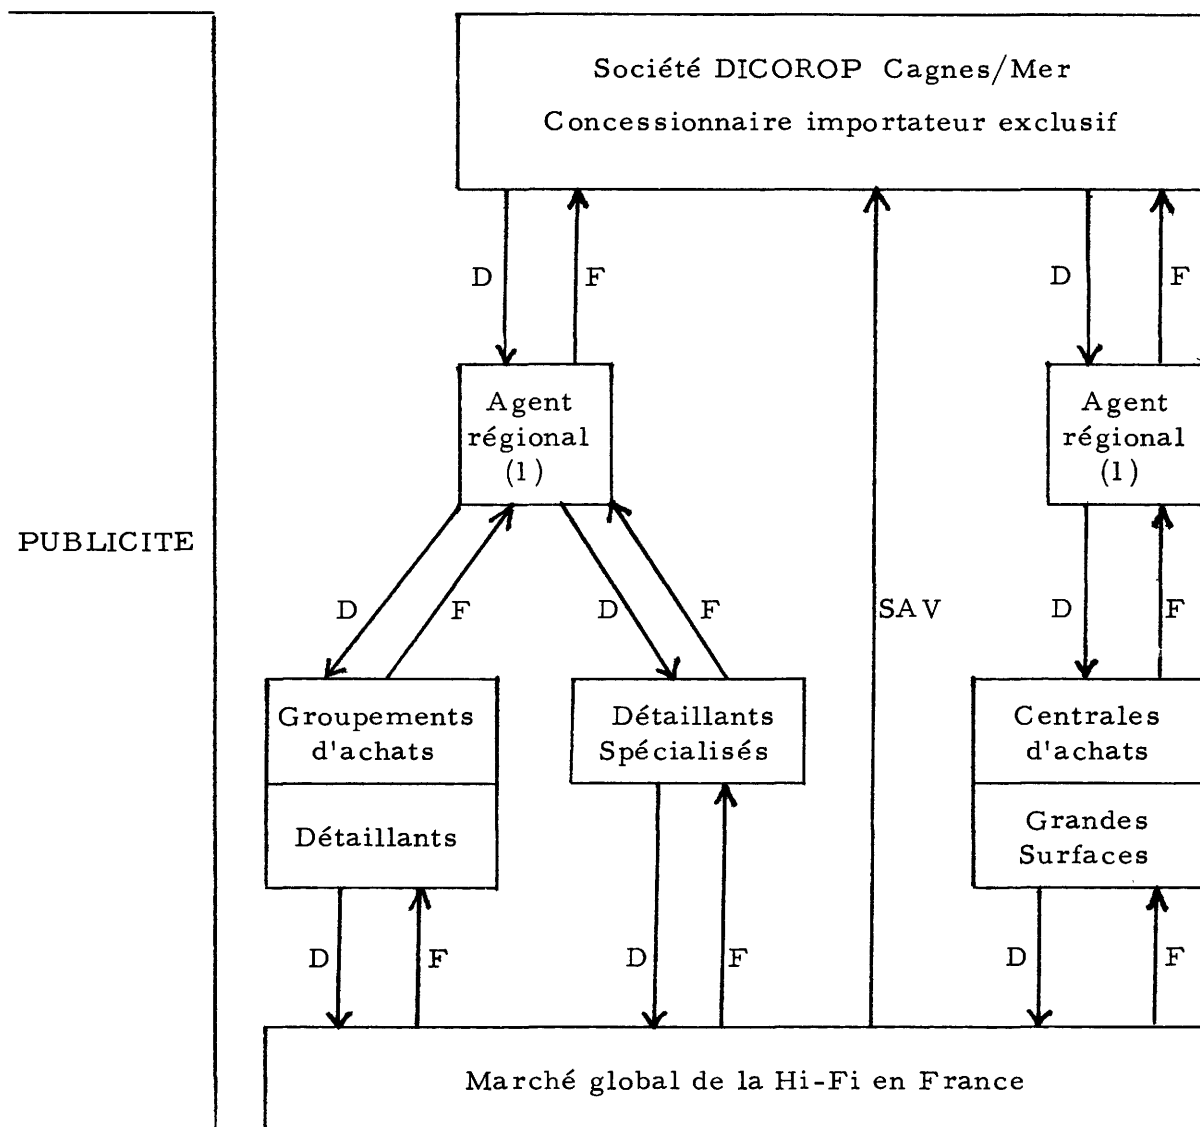 Société DICOROP Cagnes/Mer
Concessionnaire importateur exclusif
D
F
D
F
Agent
régional
(1)
Agent
régional
(1)
PUBLICITE
D
F
D
F
SAV
D
F
Groupements
d'achats
Détaillants
Détaillants
Spécialisés
Centrales
d'achats
Grandes
Surfaces
D
F
D
F
D
F
Marché global de la Hi-Fi en France